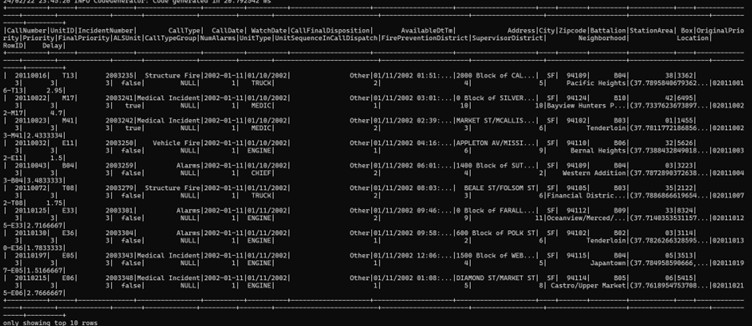 24/02/22 23:45:26 INFO CodeGenerator: Code generated in 20.792542 ms
|CallNumber|UnitID|IncidentNumber| CallType| CallDate| WatchDate|CallFinalDisposition| AvailableDtTm| Address|City|Zipcode|Battalion|StationArea| Box|OriginalPrio
rity|Priority|FinalPriority|ALSUnit|CallTypeGroup|NumAlarms|UnitType|UnitSequenceInCallDispatch|FirePreventionDistrict|SupervisorDistrict| Neighborhood| Location|
RowID| Delay|
| 20110016| T13| 2003235| Structure Fire|2002-01-11|01/10/2002| Other|01/11/2002 01:51:...|2000 Block of CAL...| SF| 94109| B04| 38|3362|
3| 3| 3| false| NULL| 1| TRUCK| 2| 4| 5| Pacific Heights|(37.7895840679362...|02011001
6-T13| 2.95|
| 20110022| M17| 2003241|Medical Incident|2002-01-11|01/10/2002| Other|01/11/2002 03:01:...|0 Block of SILVER...| SF| 94124| B10| 42|6495|
3| 3| 3| true| NULL| 1| MEDIC| 1| 10| 10|Bayview Hunters P...|(37.7337623673897...|02011002
2-M17| 4.7|
| 20110023| M41| 2003242|Medical Incident|2002-01-11|01/10/2002| Other|01/11/2002 02:39:...|MARKET ST/MCALLIS...| SF| 94102| B03| 01|1455|
3| 3| 3| true| NULL| 1| MEDIC| 2| 3| 6| Tenderloin|(37.7811772186856...|02011002
3-M41|2.4333334|
| 20110032| E11| 2003250| Vehicle Fire|2002-01-11|01/10/2002| Other|01/11/2002 04:16:...|APPLETON AV/MISSI...| SF| 94110| B06| 32|5626|
3| 3| 3| false| NULL| 1| ENGINE| 1| 6| 9| Bernal Heights|(37.7388432849018...|02011003
2-E11| 1.5|
| 20110043| B04| 2003259| Alarms|2002-01-11|01/10/2002| Other|01/11/2002 06:01:...|1400 Block of SUT...| SF| 94109| B04| 03|3223|
3| 3| 3| false| NULL| 1| CHIEF| 2| 4| 2| Western Addition|(37.7872890372638...|02011004
3-B04|3.4833333|
| 20110072| T08| 2003279| Structure Fire|2002-01-11|01/11/2002| Other|01/11/2002 08:03:...| BEALE ST/FOLSOM ST| SF| 94105| B03| 35|2122|
3| 3| 3| false| NULL| 1| TRUCK| 2| 3| 6|Financial Distric...|(37.7886866619654...|02011007
2-T08| 1.75|
| 20110125| E33| 2003301| Alarms|2002-01-11|01/11/2002| Other|01/11/2002 09:46:...|0 Block of FARALL...| SF| 94112| B09| 33|8324|
3| 3| 3| false| NULL| 1| ENGINE| 2| 9| 11|Oceanview/Merced/...|(37.7140353531157...|02011012
5-E33|2.7166667|
| 20110130| E36| 2003304| Alarms|2002-01-11|01/11/2002| Other|01/11/2002 09:58:...|600 Block of POLK ST| SF| 94102| B02| 03|3114|
3| 3| 3| false| NULL| 1| ENGINE| 1| 2| 6| Tenderloin|(37.7826266328595...|02011013
0-E36|1.7833333|
| 20110197| E05| 2003343|Medical Incident|2002-01-11|01/11/2002| Other|01/11/2002 12:06:...|1500 Block of WEB...| SF| 94115| B04| 05|3513|
3| 3| 3| false| NULL| 1| ENGINE| 1| 4| 5| Japantown|(37.784958590666,...|02011019
7-E05|1.5166667|
| 20110215| E06| 2003348|Medical Incident|2002-01-11|01/11/2002| Other|01/11/2002 01:08:...|DIAMOND ST/MARKET ST| SF| 94114| B05| 06|5415|
3| 3| 3| false| NULL| 1| ENGINE| 1| 5| 8| Castro/Upper Market|(37.7618954753708...|02011021
5-E06|2.7666667|
only showing top 10 rows